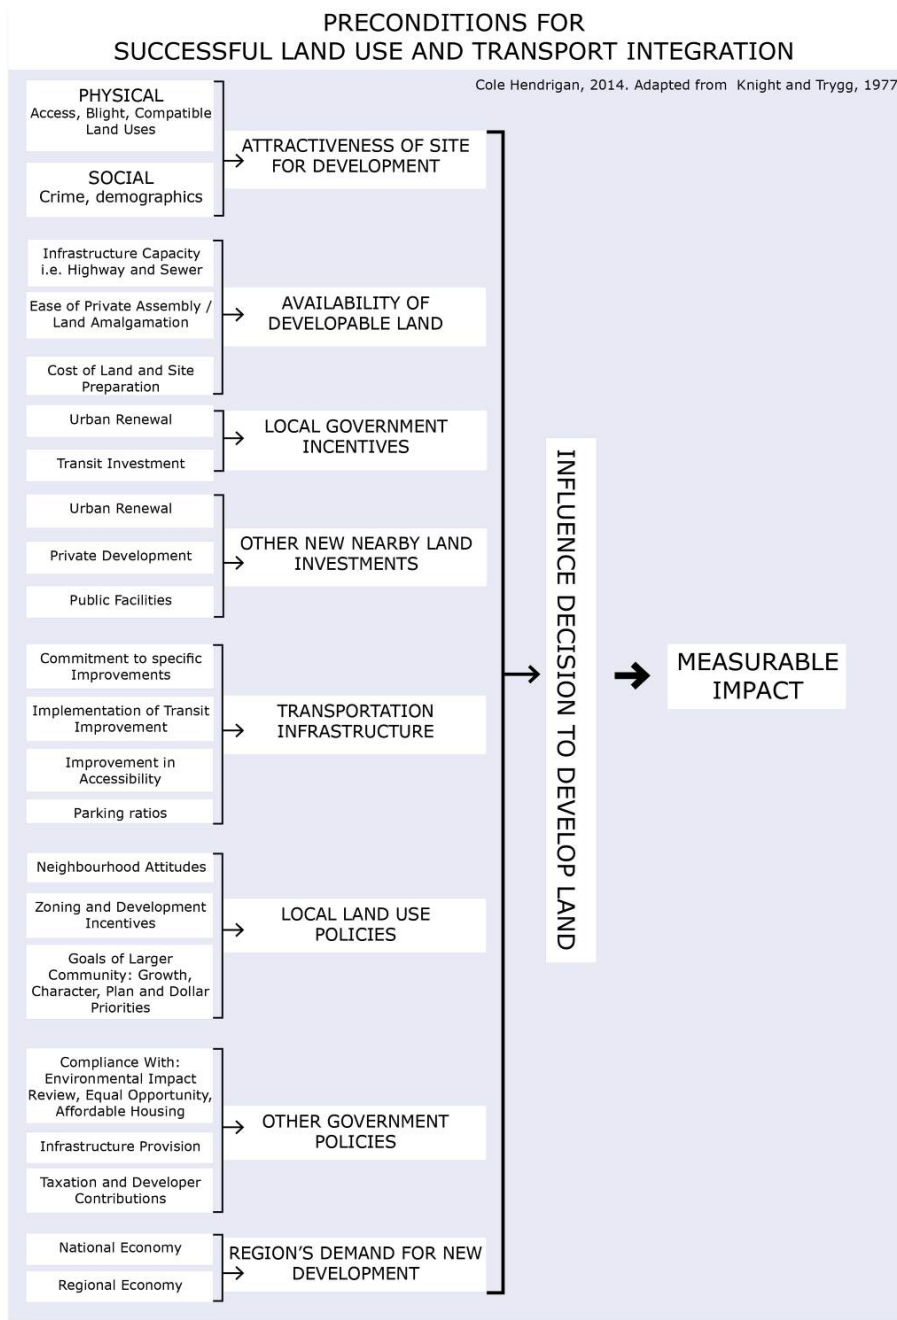 PRECONDITIONS FOR
SUCCESSFUL LAND USE AND TRANSPORT INTEGRATION
Cole Hendrigan, 2014. Adapted from Knight and Trygg, 1977
PHYSICAL
Access, Blight, Compatible
Land Uses
SOCIAL
Crime, demographics
ATTRACTIVENESS OF SITE
FOR DEVELOPMENT
Infrastructure Capacity
i.e. Highway and Sewer
Ease of Private Assembly /
Land Amalgamation
Cost of Land and Site
Preparation
AVAILABILITY OF
DEVELOPABLE LAND
Urban Renewal
Transit Investment
LOCAL GOVERNMENT
INCENTIVES
Urban Renewal
Private Development
Public Facilities
OTHER NEW NEARBY LAND
INVESTMENTS
Commitment to specific
Improvements
Implementation of Transit
Improvement
Improvement in
Accessibility
Parking ratios
TRANSPORTATION
INFRASTRUCTURE
Neighbourhood Attitudes
Zoning and Development
Incentives
Goals of Larger
Community: Growth,
Character, Plan and Dollar
Priorities
LOCAL LAND USE
POLICIES
Compliance With:
Environmental Impact
Review, Equal Opportunity,
Affordable Housing
Infrastructure Provision
Taxation and Developer
Contributions
OTHER GOVERNMENT
POLICIES
National Economy
Regional Economy
REGION'S DEMAND FOR NEW
DEVELOPMENT
INFLUENCE DECISION TO DEVELOP LAND
MEASURABLE
IMPACT